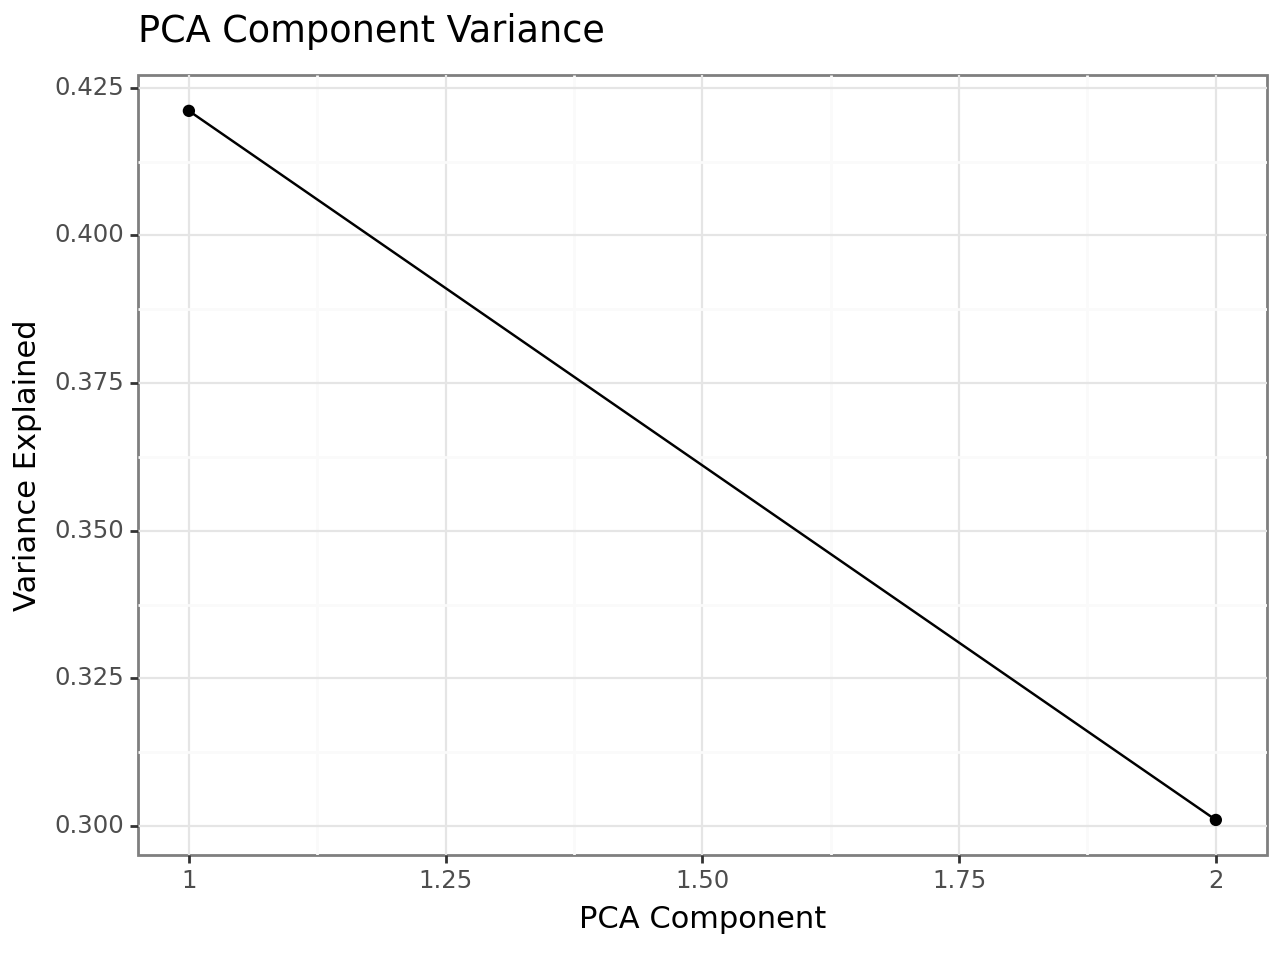 PCA Component Variance
0.425
0.400
0.375
0.350
0.325
0.300
Variance Explained
1 1.25 1.50 1.75 2
PCA Component